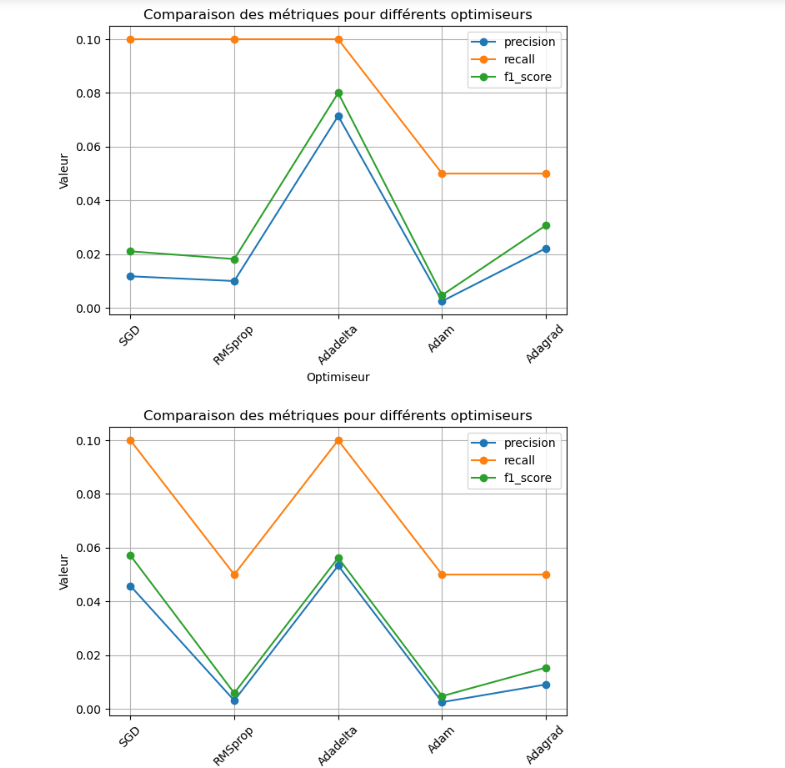 Comparaison des métriques pour différents optimiseurs
precision
recall
f1_score
0.10
0.08
0.06
0.04
0.02
0.00
Valeur
SGD
RMSprop
Adadelta
Adam
Adagrad
Optimiseur
Comparaison des métriques pour différents optimiseurs
precision
recall
f1_score
0.10
0.08
0.06
0.04
0.02
0.00
Valeur
SGD
RMSprop
Adadelta
Adam
Adagrad